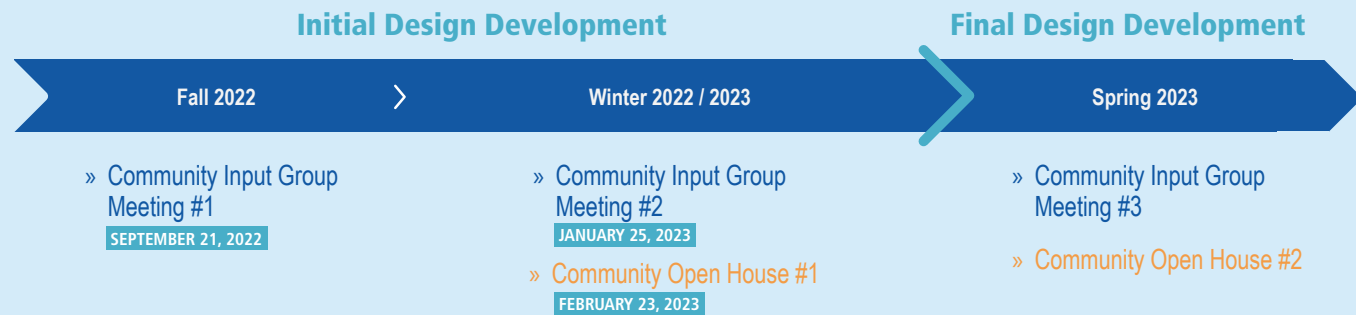 Initial Design Development
Final Design Development
Fall 2022
Winter 2022 / 2023
Spring 2023
» Community Input Group
Meeting #1
SEPTEMBER 21, 2022
» Community Input Group
Meeting #2
JANUARY 25, 2023
» Community Open House #1
FEBRUARY 23, 2023
» Community Input Group
Meeting #3
» Community Open House #2